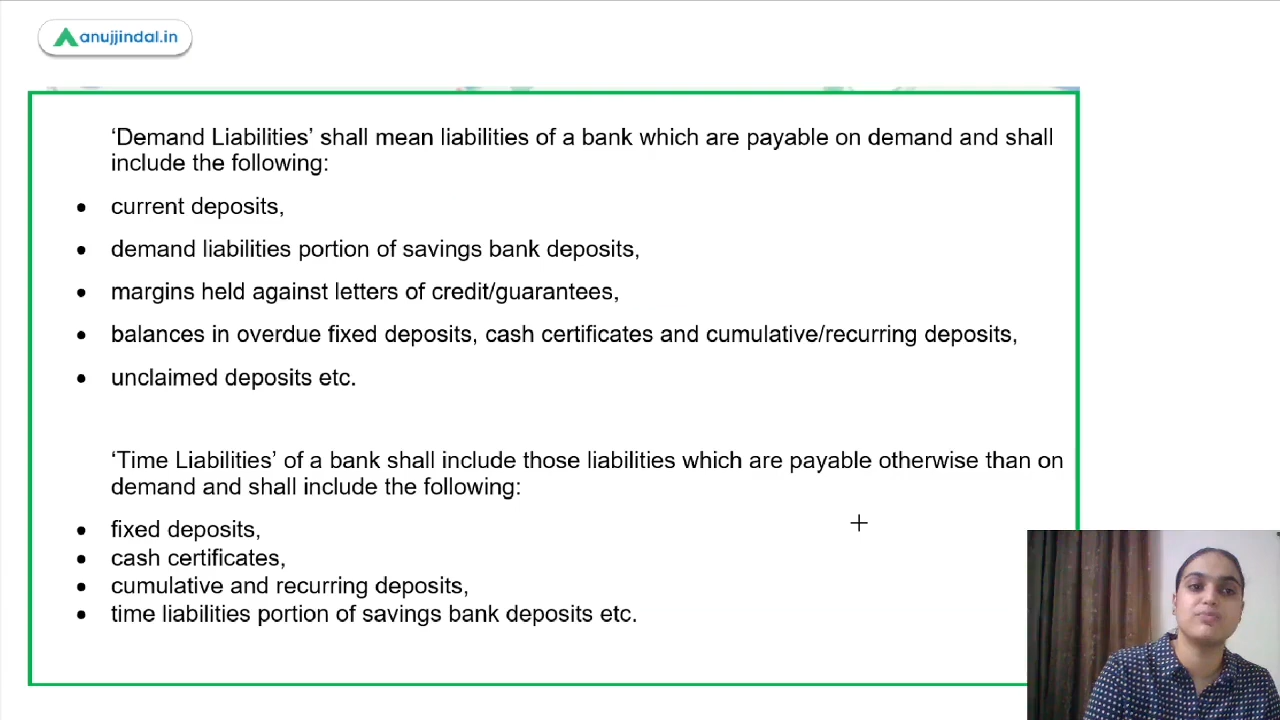 anujjindal.in
‘Demand Liabilities’ shall mean liabilities of a bank which are payable on demand and shall
include the following:
• current deposits,
• demand liabilities portion of savings bank deposits,
• margins held against letters of credit/guarantees,
• balances in overdue fixed deposits, cash certificates and cumulative/recurring deposits,
• unclaimed deposits etc.
‘Time Liabilities’ of a bank shall include those liabilities which are payable otherwise than on
demand and shall include the following:
• fixed deposits,
• cash certificates,
• cumulative and recurring deposits,
• time liabilities portion of savings bank deposits etc.